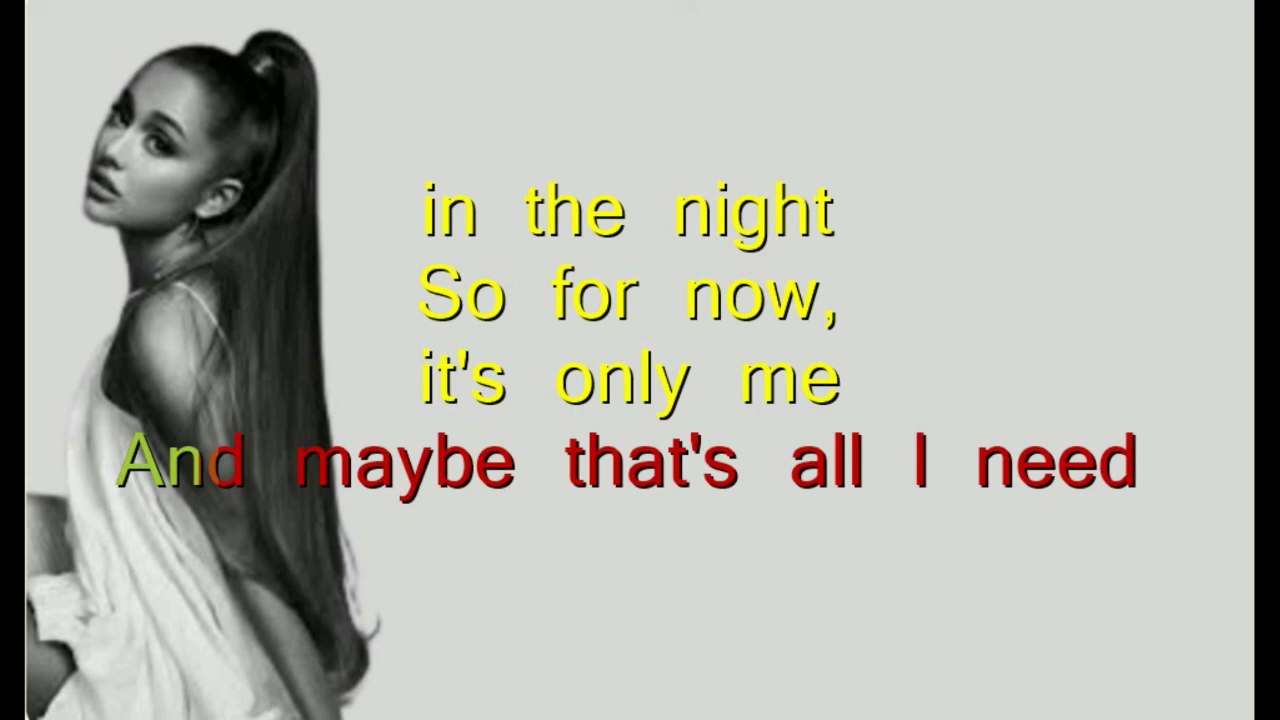 in the night
So for now,
it's only me
And maybe that's all I need